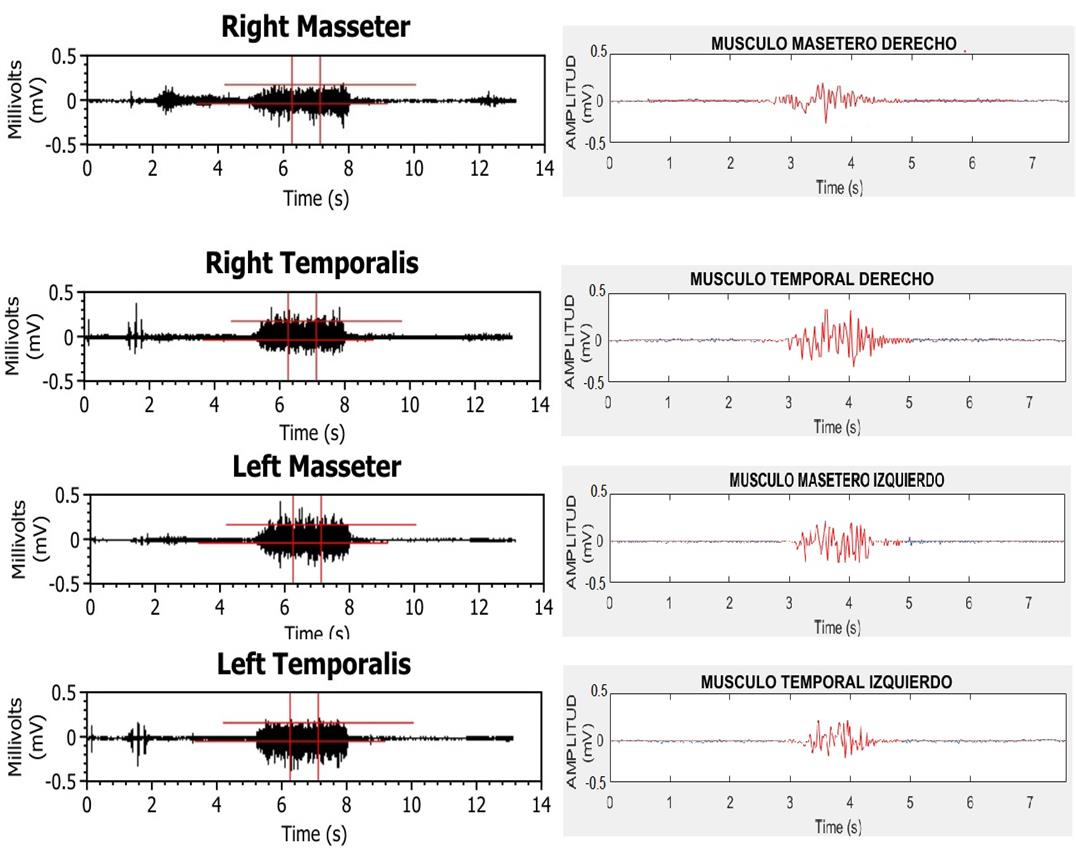 Right Masseter
Millivolts
(mV)
0.5
0
-0.5
0 2 4 6 8 10 12 14
Time (s)
MUSCULO MASETERO DERECHO
AMPLITUD
(mV)
0.5
0
-0.5
0 1 2 3 4 5 6 7
Time (s)
Right Temporalis
Millivolts
(mV)
0.5
0
-0.5
0 2 4 6 8 10 12 14
Time (s)
MUSCULO TEMPORAL DERECHO
AMPLITUD
(mV)
0.5
0
-0.5
0 1 2 3 4 5 6 7
Time (s)
Left Masseter
Millivolts
(mV)
0.5
0
-0.5
0 2 4 6 8 10 12 14
Time (s)
MUSCULO MASETERO IZQUIERDO
AMPLITUD
(mV)
0.5
0
-0.5
0 1 2 3 4 5 6 7
Time (s)
Left Temporalis
Millivolts
(mV)
0.5
0
-0.5
0 2 4 6 8 10 12 14
Time (s)
MUSCULO TEMPORAL IZQUIERDO
AMPLITUD
(mV)
0.5
0
-0.5
0 1 2 3 4 5 6 7
Time (s)